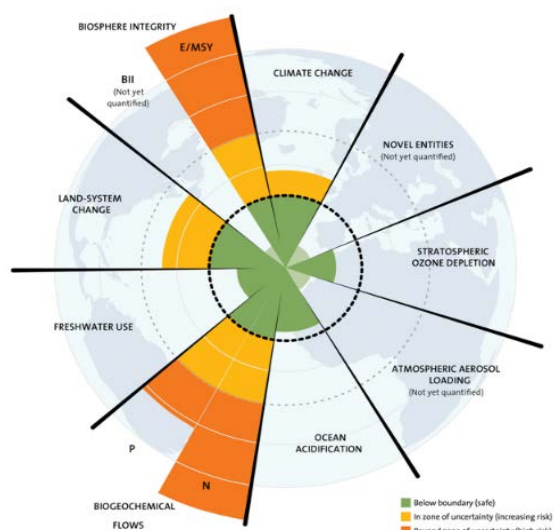 BIOSPHERE INTEGRITY
E/MSY
BII
(Not yet
quantified)
CLIMATE CHANGE
NOVEL ENTITIES
(Not yet quantified)
LAND-SYSTEM
CHANGE
STRATOSPHERIC
OZONE DEPLETION
FRESHWATER USE
ATMOSPHERIC AEROSOL
LOADING
(Not yet quantified)
P
OCEAN
ACIDIFICATION
N
BIOGEOCHEMICAL
FLOWS
Below boundary (safe)
In zone of uncertainty (increasing risk)